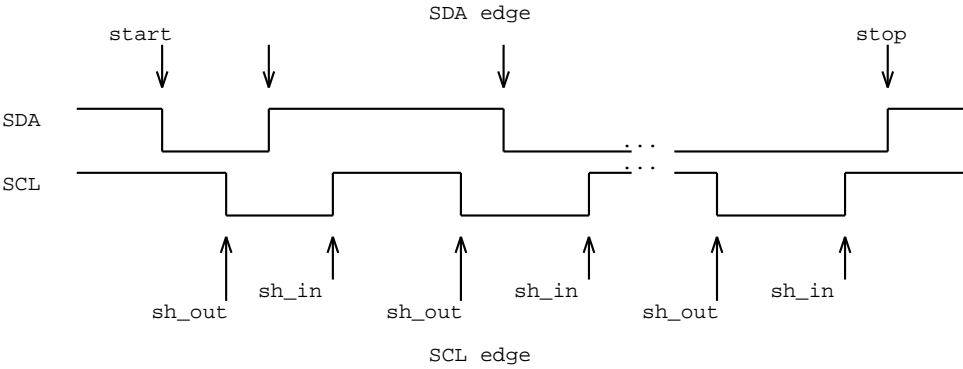 SDA edge
start
stop
SDA
...
...
SCL
sh_in
sh_in
sh_in
sh_out
sh_out
sh_out
SCL edge